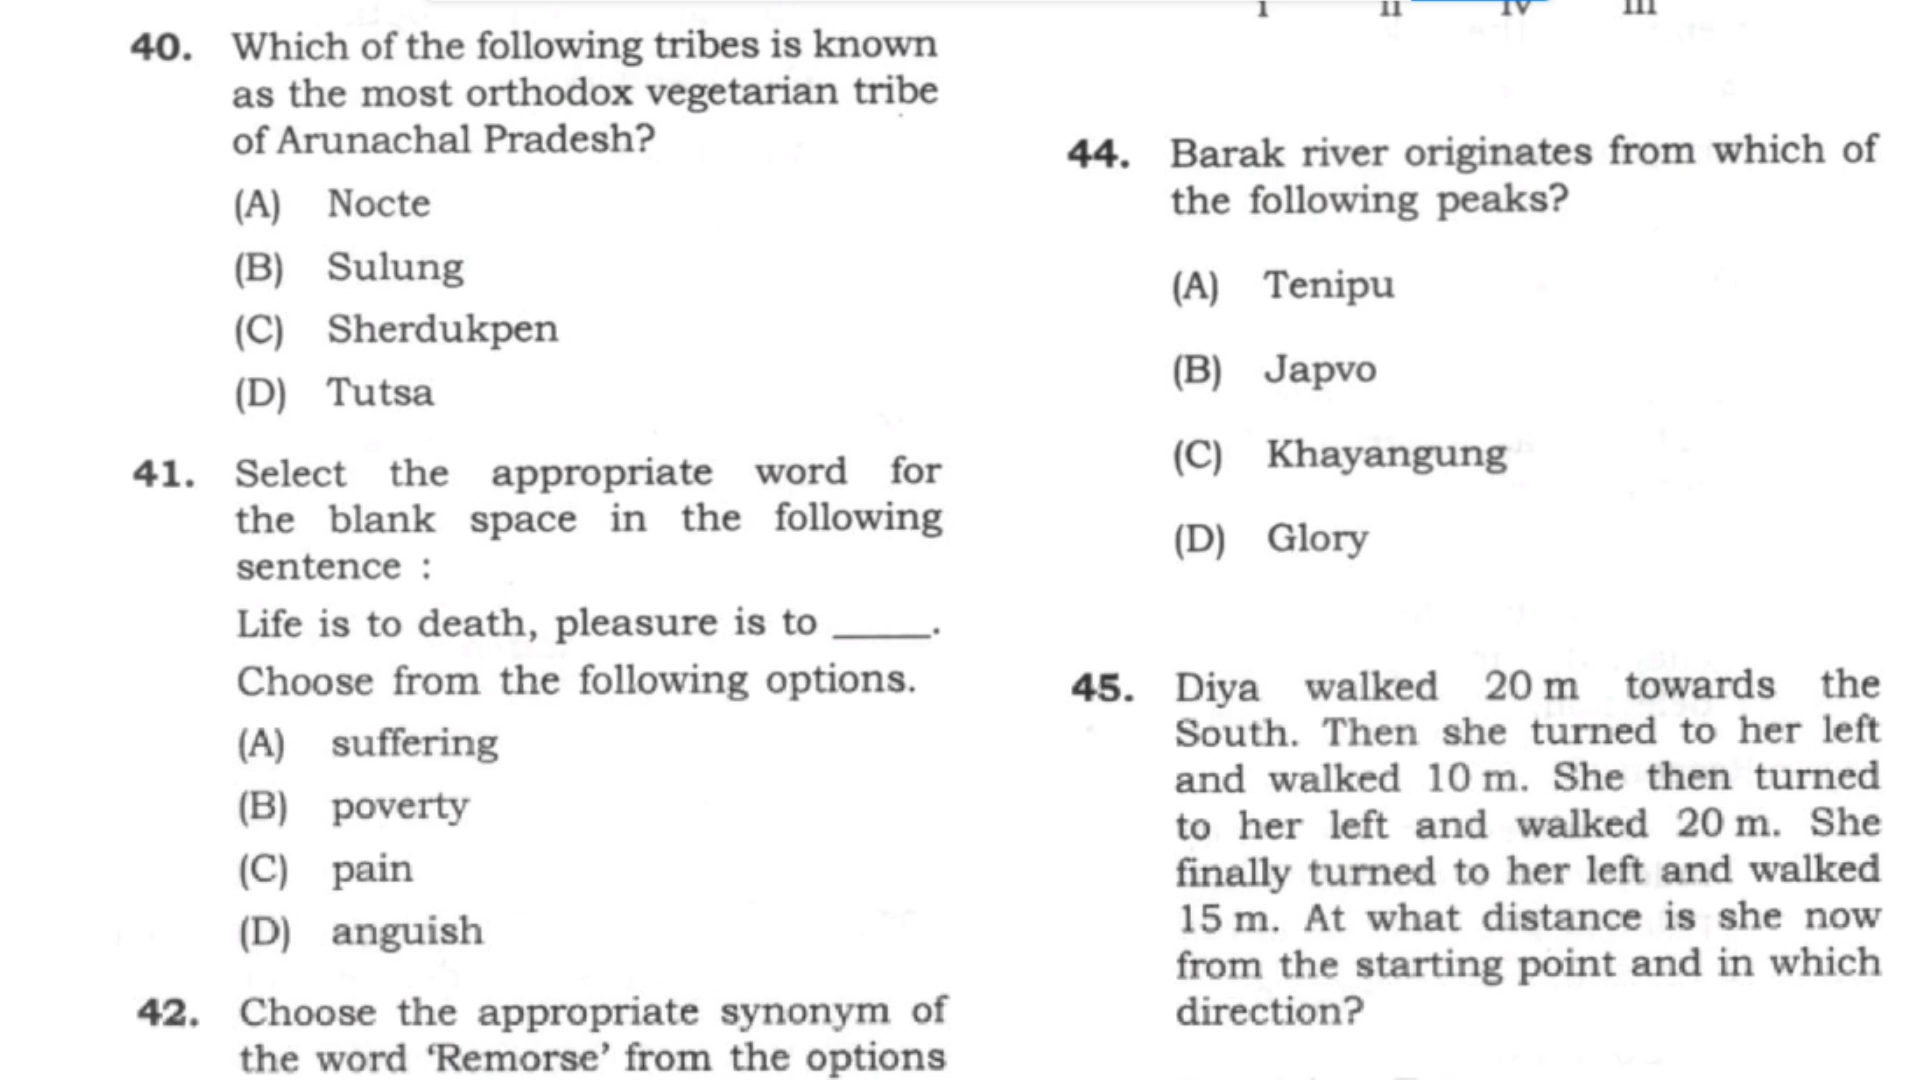 40. Which of the following tribes is known
as the most orthodox vegetarian tribe
of Arunachal Pradesh?
(A) Nocte
(B) Sulung
(C) Sherdukpen
(D) Tutsa
41. Select the appropriate word for
the blank space in the following
sentence :
Life is to death, pleasure is to _____.
Choose from the following options.
(A) suffering
(B) poverty
(C) pain
(D) anguish
42. Choose the appropriate synonym of
the word ‘Remorse’ from the options
i ii iv iii
44. Barak river originates from which of
the following peaks?
(A) Tenipu
(B) Japvo
(C) Khayangung
(D) Glory
45. Diya walked 20 m towards the
South. Then she turned to her left
and walked 10 m. She then turned
to her left and walked 20 m. She
finally turned to her left and walked
15 m. At what distance is she now
from the starting point and in which
direction?